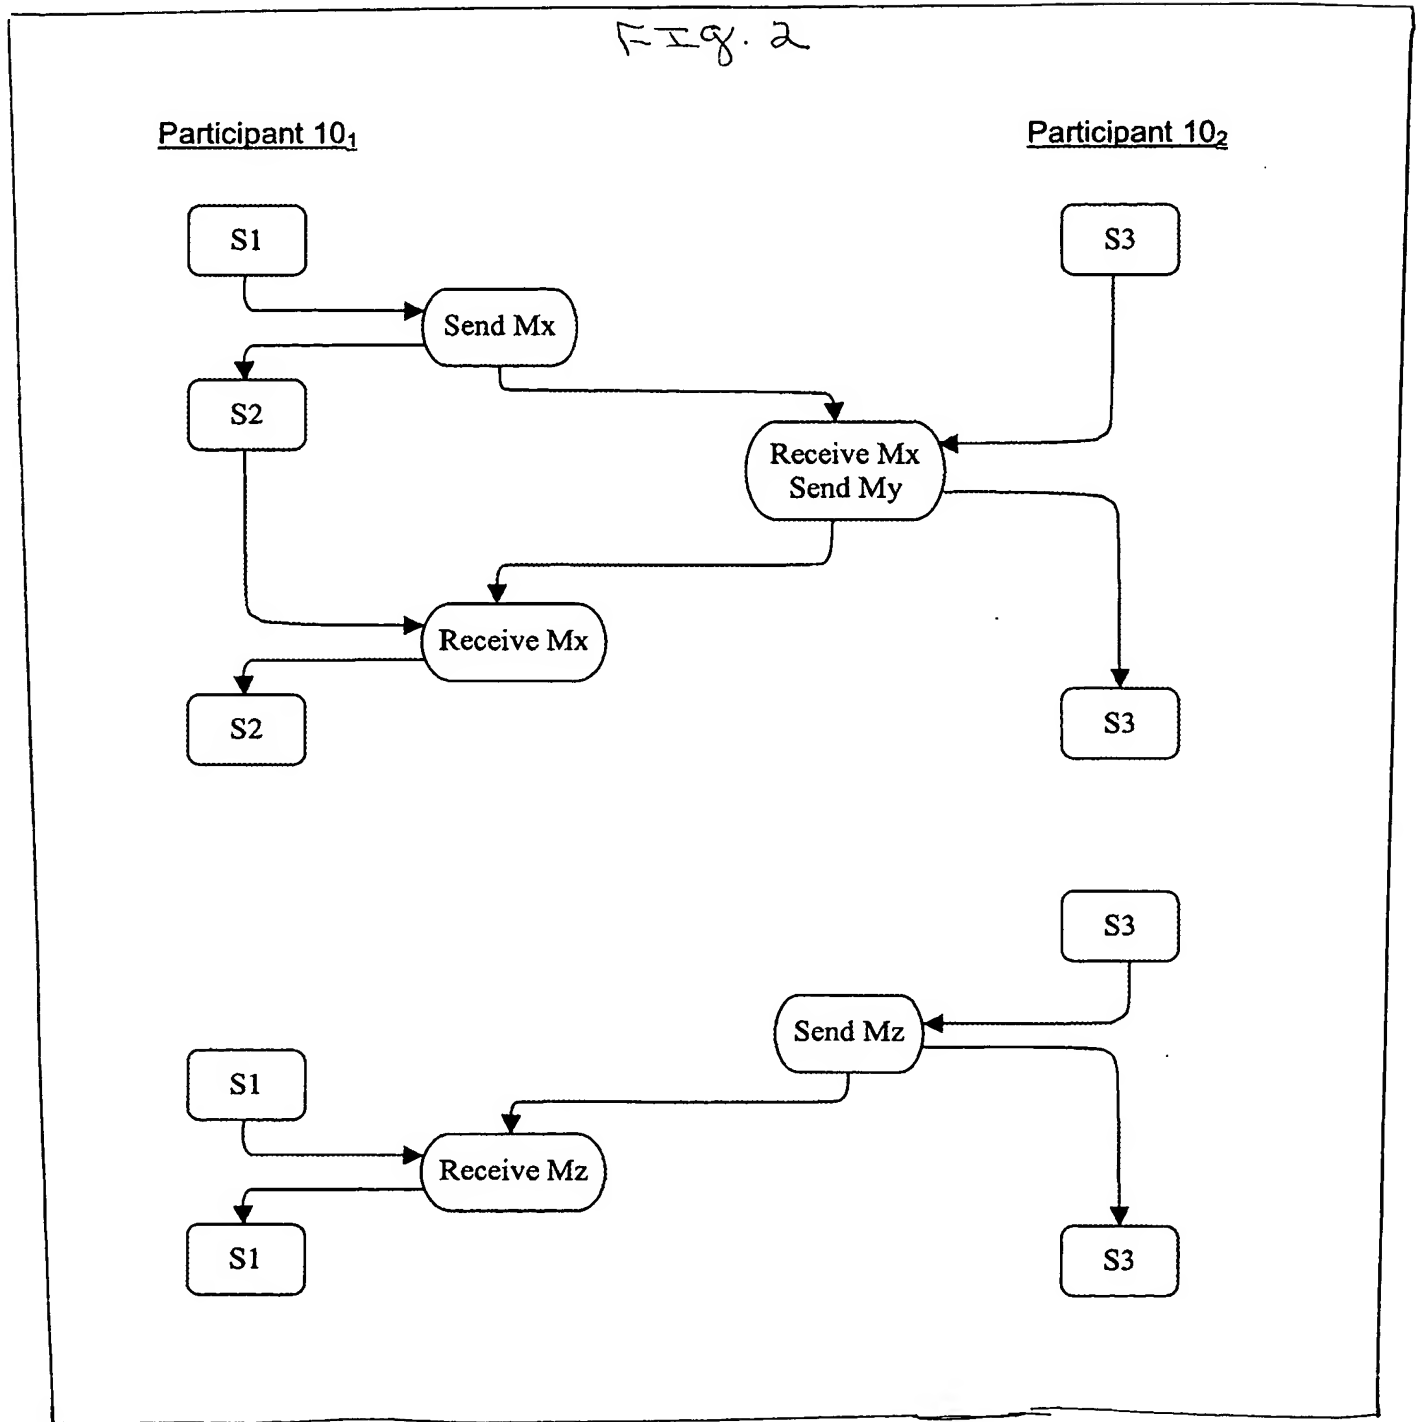 FIg. 2
Participant 10₁
Participant 10₂
S1
S3
Send Mx
S2
Receive Mx
Send My
Receive Mx
S2
S3
S3
Send Mz
S1
Receive Mz
S1
S3